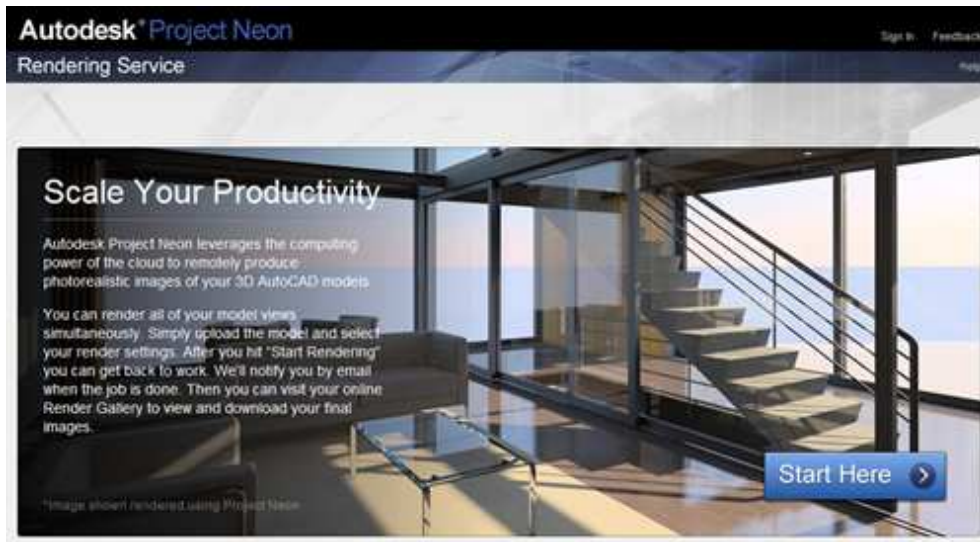 Autodesk® Project Neon
Sign In Feedback
Rendering Service
Help
Scale Your Productivity
Autodesk Project Neon leverages the computing
power of the cloud to remotely produce
photorealistic images of your 3D AutoCAD models
You can render all of your model views
simultaneously. Simply upload the model and select
your render settings. After you hit "Start Rendering"
you can get back to work. We'll notify you by email
when the job is done. Then you can visit your online
Render Gallery to view and download your final
images.
Start Here
*Image shown rendered using Project Neon